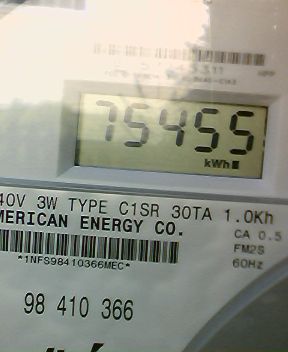 75455
kWh
40V 3W TYPE C1SR 30TA 1.0Kh
MERICAN ENERGY CO.
CA 0.5
FM2S
60Hz
*1NFS98410366MEC*
98 410 366